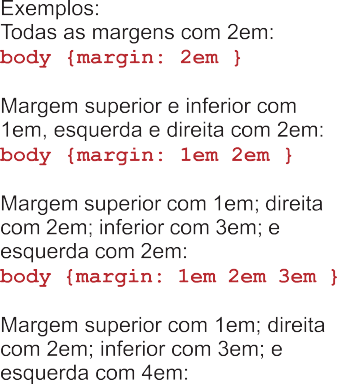 Exemplos:
Todas as margens com 2em:
body {margin: 2em }
Margem superior e inferior com
1em, esquerda e direita com 2em:
body {margin: 1em 2em }
Margem superior com 1em; direita
com 2em; inferior com 3em; e
esquerda com 2em:
body {margin: 1em 2em 3em }
Margem superior com 1em; direita
com 2em; inferior com 3em; e
esquerda com 4em: